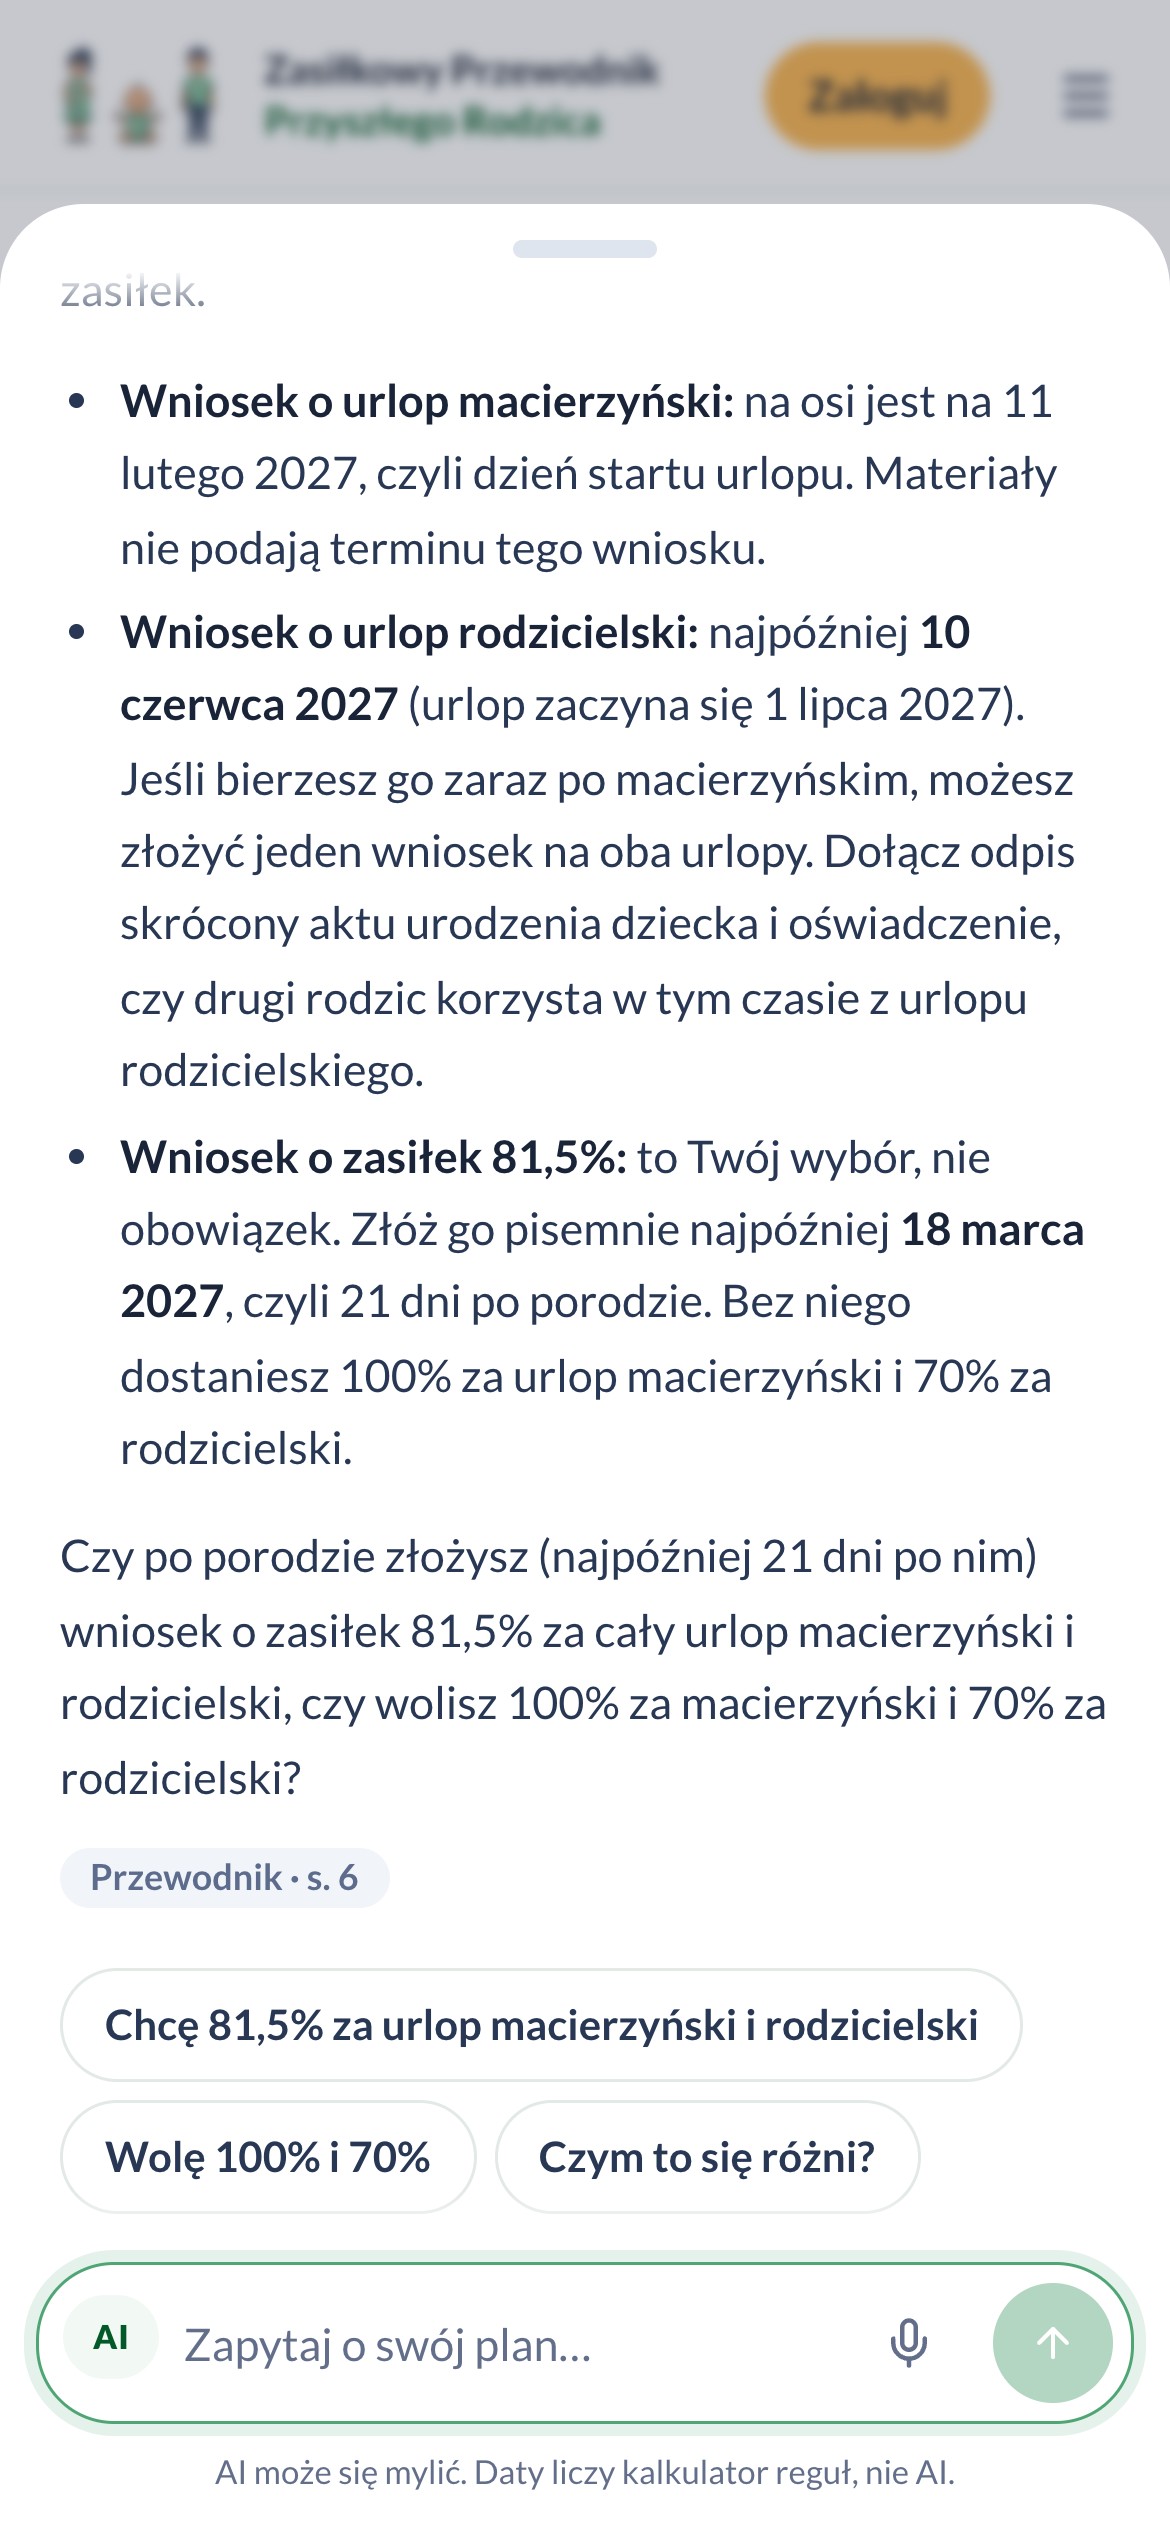 Zasiłkowy Przewodnik
Przyszłego Rodzica
Zaloguj
zasiłek.
• Wniosek o urlop macierzyński: na osi jest na 11
lutego 2027, czyli dzień startu urlopu. Materiały
nie podają terminu tego wniosku.
• Wniosek o urlop rodzicielski: najpóźniej 10
czerwca 2027 (urlop zaczyna się 1 lipca 2027).
Jeśli bierzesz go zaraz po macierzyńskim, możesz
złożyć jeden wniosek na oba urlopy. Dołącz odpis
skrócony aktu urodzenia dziecka i oświadczenie,
czy drugi rodzic korzysta w tym czasie z urlopu
rodzicielskiego.
• Wniosek o zasiłek 81,5%: to Twój wybór, nie
obowiązek. Złóż go pisemnie najpóźniej 18 marca
2027, czyli 21 dni po porodzie. Bez niego
dostaniesz 100% za urlop macierzyński i 70% za
rodzicielski.
Czy po porodzie złożysz (najpóźniej 21 dni po nim)
wniosek o zasiłek 81,5% za cały urlop macierzyński i
rodzicielski, czy wolisz 100% za macierzyński i 70% za
rodzicielski?
Przewodnik · s. 6
Chcę 81,5% za urlop macierzyński i rodzicielski
Wolę 100% i 70%
Czym to się różni?
AI Zapytaj o swój plan...
AI może się mylić. Daty liczy kalkulator reguł, nie AI.